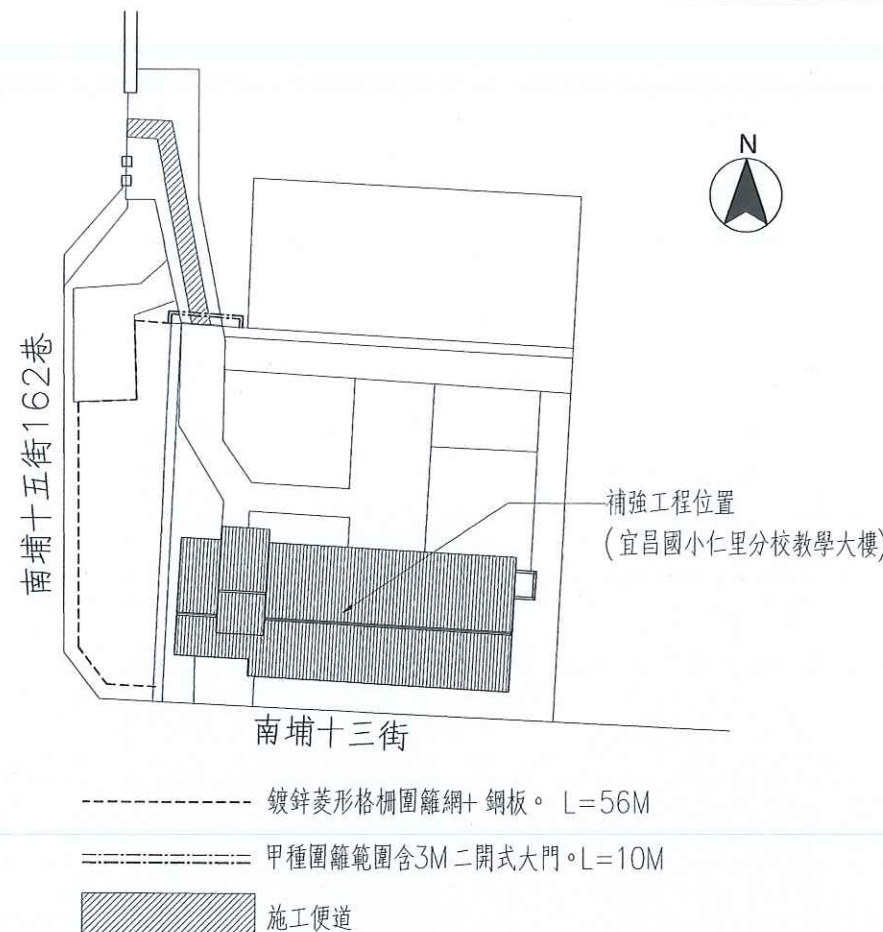 N
南埔十五街162巷
補強工程位置
(宜昌國小仁里分校教學大樓)
南埔十三街
鍍鋅菱形格柵圍籬網+鋼板。 L=56M
甲種圍籬範圍含3M二開式大門。L=10M
施工便道